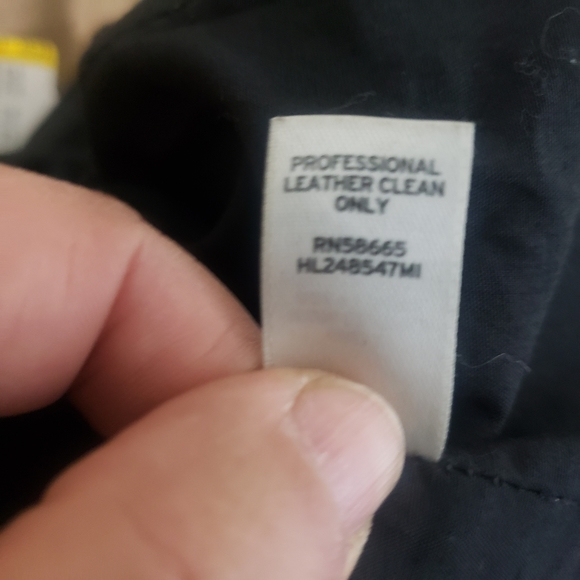 PROFESSIONAL
LEATHER CLEAN
ONLY
RN58665
HL248547MI